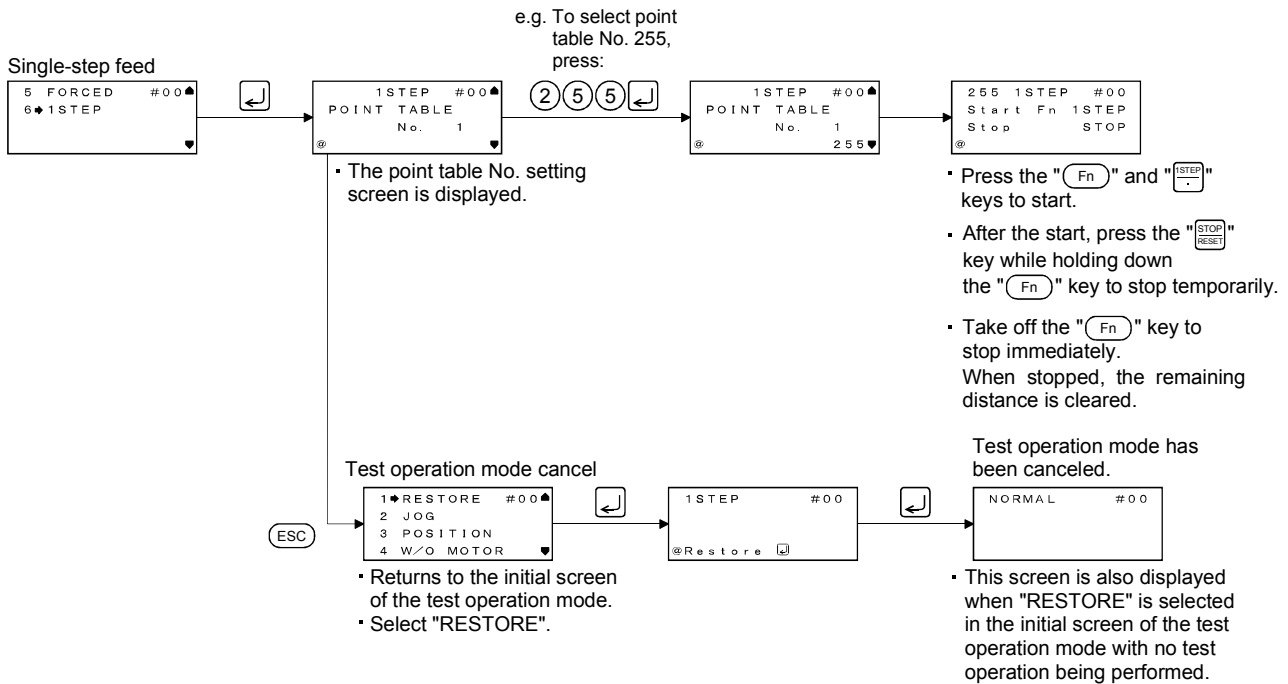 e.g. To select point
table No. 255,
press:
Single-step feed
5 FORCED #00
6 1STEP
1STEP #00
POINT TABLE
No. 1
@
2 5 5
1STEP #00
POINT TABLE
No. 1
@ 255
255 1STEP #00
Start Fn 1STEP
Stop STOP
@
The point table No. setting
screen is displayed.
Press the "( Fn )" and "1STEP
."
keys to start.
After the start, press the "STOP
RESET"
key while holding down
the "( Fn )" key to stop temporarily.
Take off the "( Fn )" key to
stop immediately.
When stopped, the remaining
distance is cleared.
Test operation mode cancel
ESC
1 RESTORE #00
2 JOG
3 POSITION
4 W/O MOTOR
Returns to the initial screen
of the test operation mode.
Select "RESTORE".
1STEP #00
@Restore
Test operation mode has
been canceled.
NORMAL #00
This screen is also displayed
when "RESTORE" is selected
in the initial screen of the test
operation mode with no test
operation being performed.